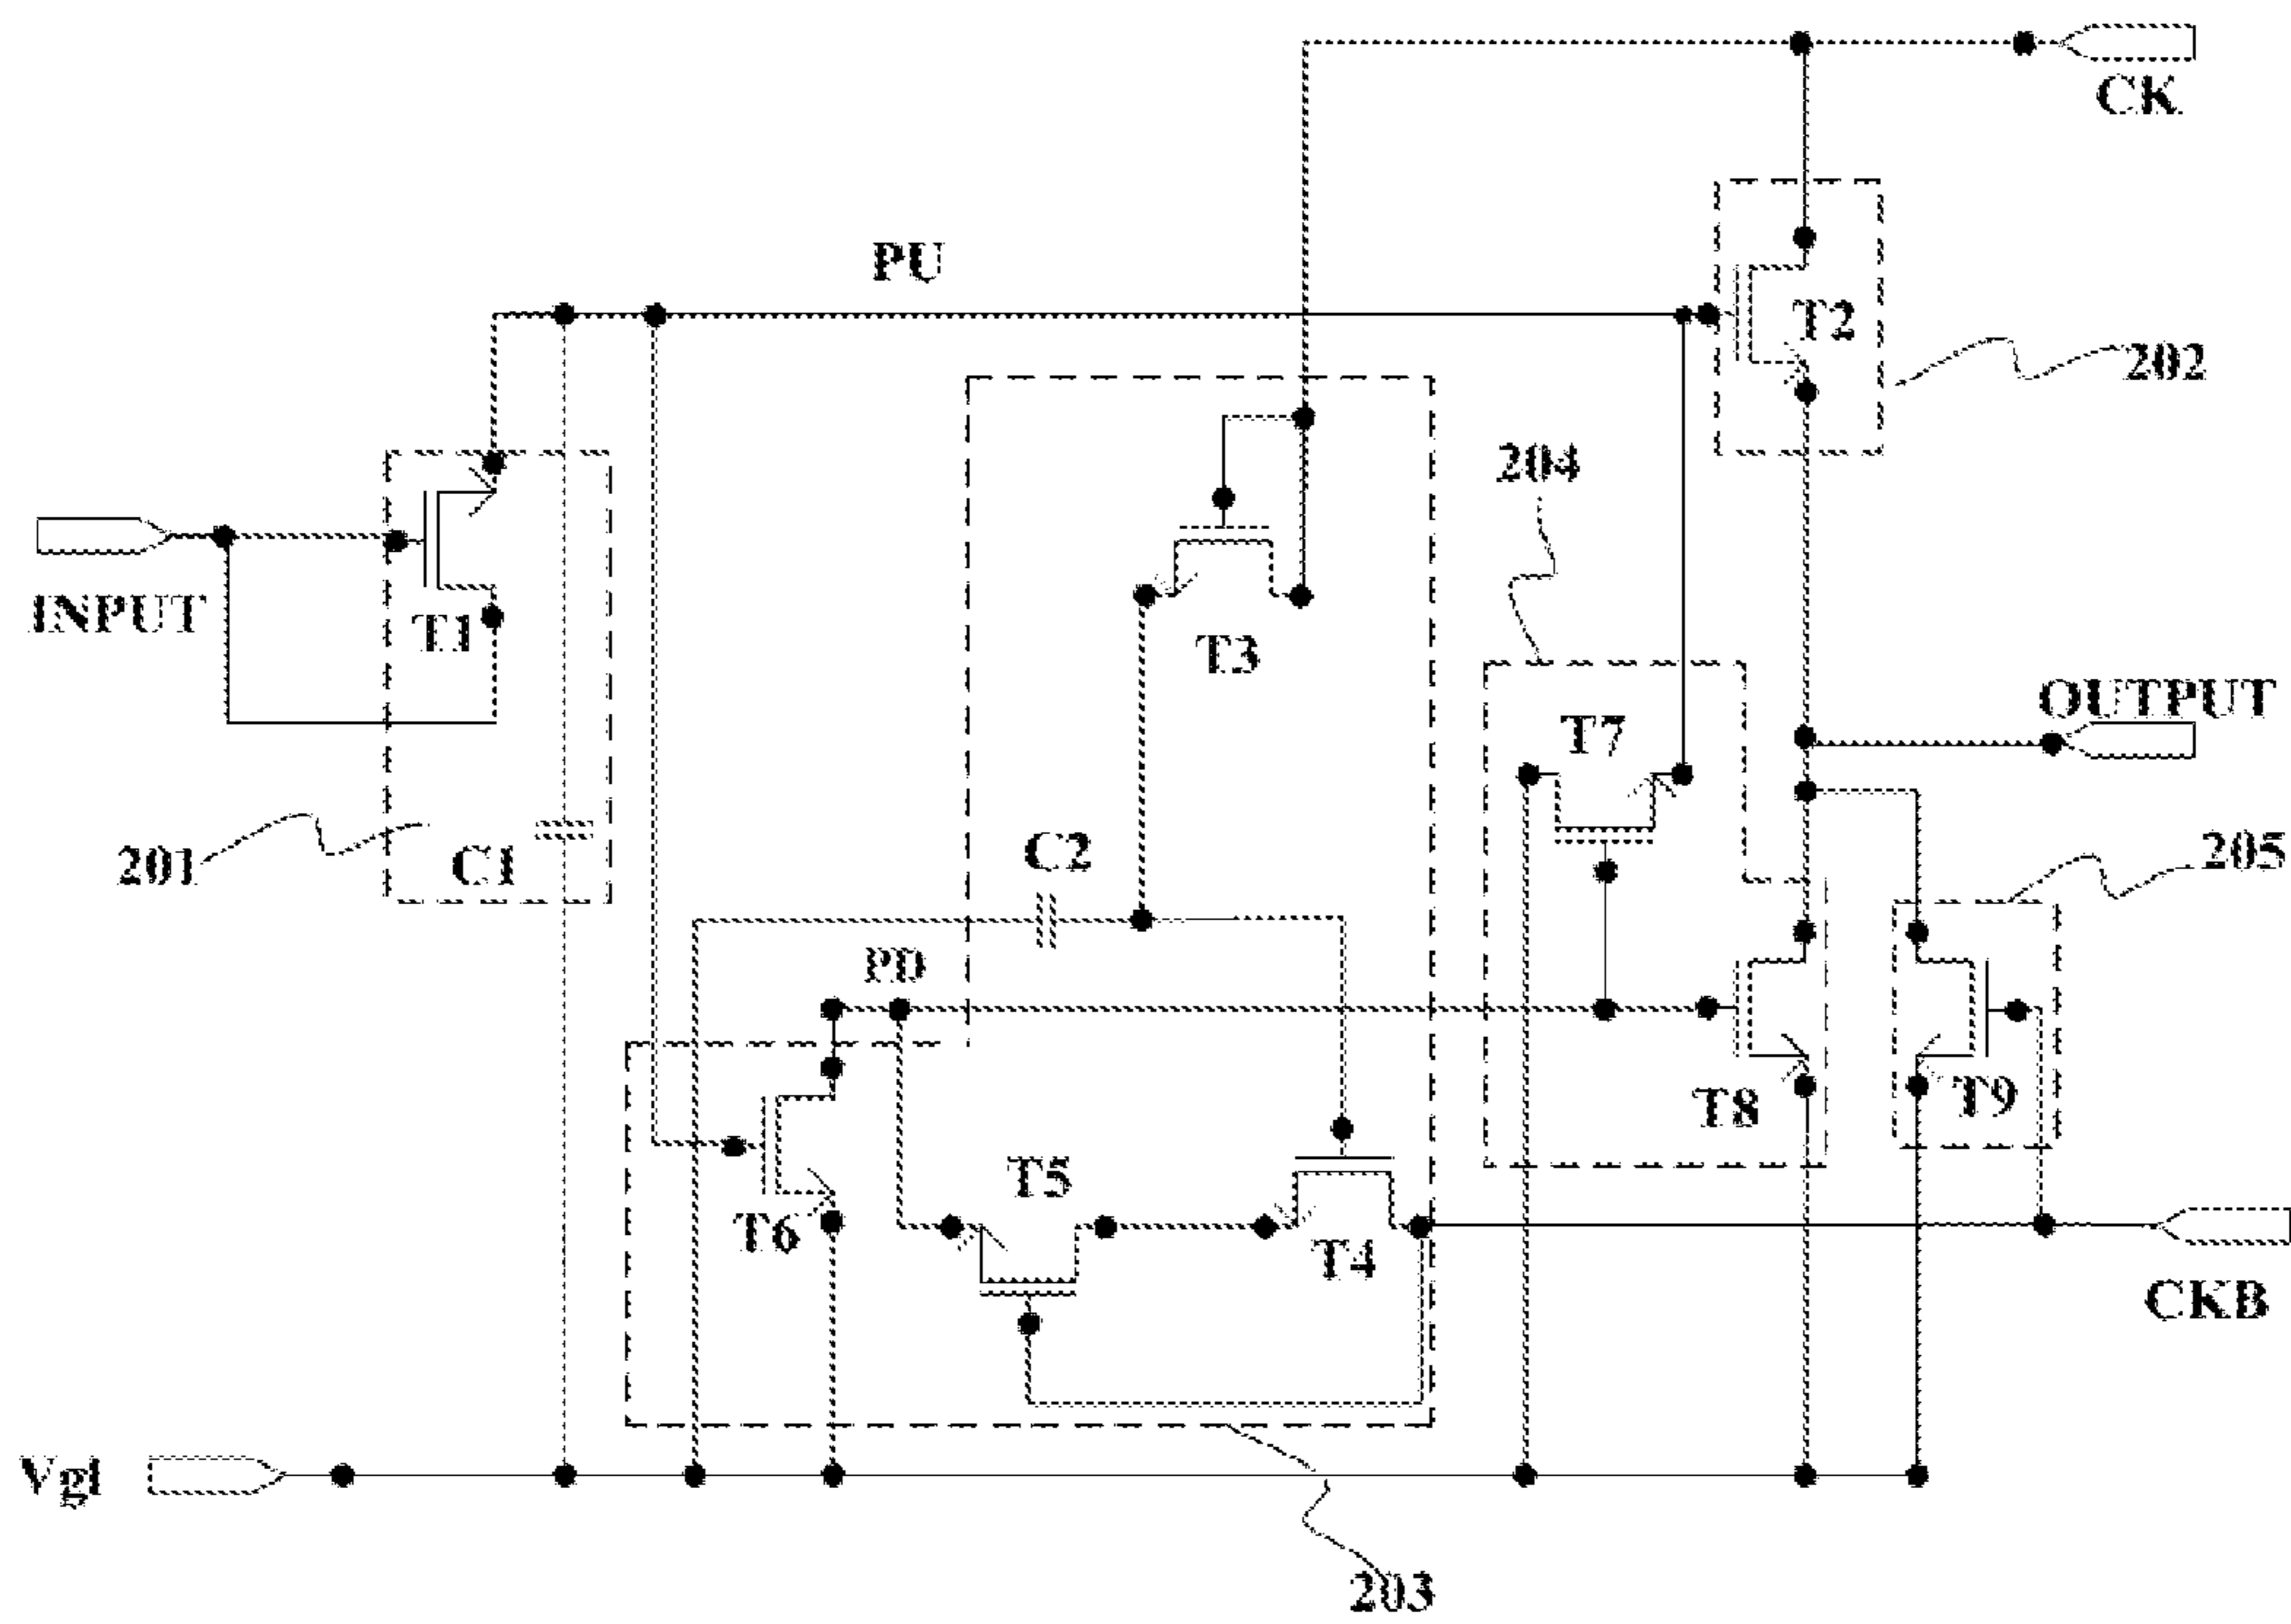 CK
PU
T2
202
204
INPUT
T1
T3
OUTPUT
T7
201
C1
C2
205
PD
T8
T9
T5
T6
T4
CKB
Vgl
203